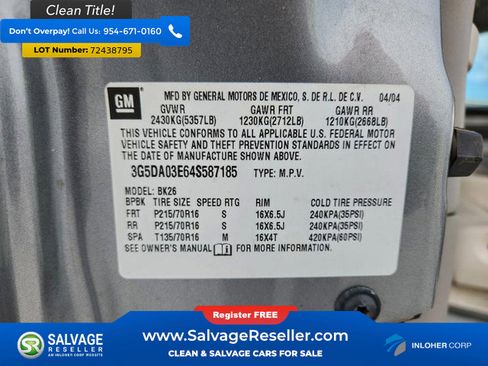 Clean Title!
Don't Overpay! Call Us: 954-671-0160
LOT Number: 72438795
GM
MFD BY GENERAL MOTORS DE MEXICO, S. DE R.L. DE C.V. 04/04
GVWR GAWR FRT GAWR RR
2430KG(5357LB) 1230KG(2712LB) 1210KG(2668LB)
THIS VEHICLE CONFORMS TO ALL APPLICABLE U.S. FEDERAL MOTOR
VEHICLE SAFETY AND THEFT PREVENTION STANDARDS IN EFFECT ON
THE DATE OF MANUFACTURE SHOWN ABOVE.
3G5DA03E64S587185 TYPE: M.P.V.
MODEL: BK26
BPBK TIRE SIZE SPEED RTG RIM COLD TIRE PRESSURE
FRT P215/70R16 S 16X6.5J 240KPA(35PSI)
RR P215/70R16 S 16X6.5J 240KPA(35PSI)
SPA T135/70R16 M 16X4T 420KPA(60PSI)
SEE OWNER'S MANUAL FOR MORE INFORMATION.
Register FREE!
SALVAGE
RESELLER
AN INLOHER CORP WEBSITE
www.SalvageReseller.com
CLEAN & SALVAGE CARS FOR SALE
INLOHER CORP